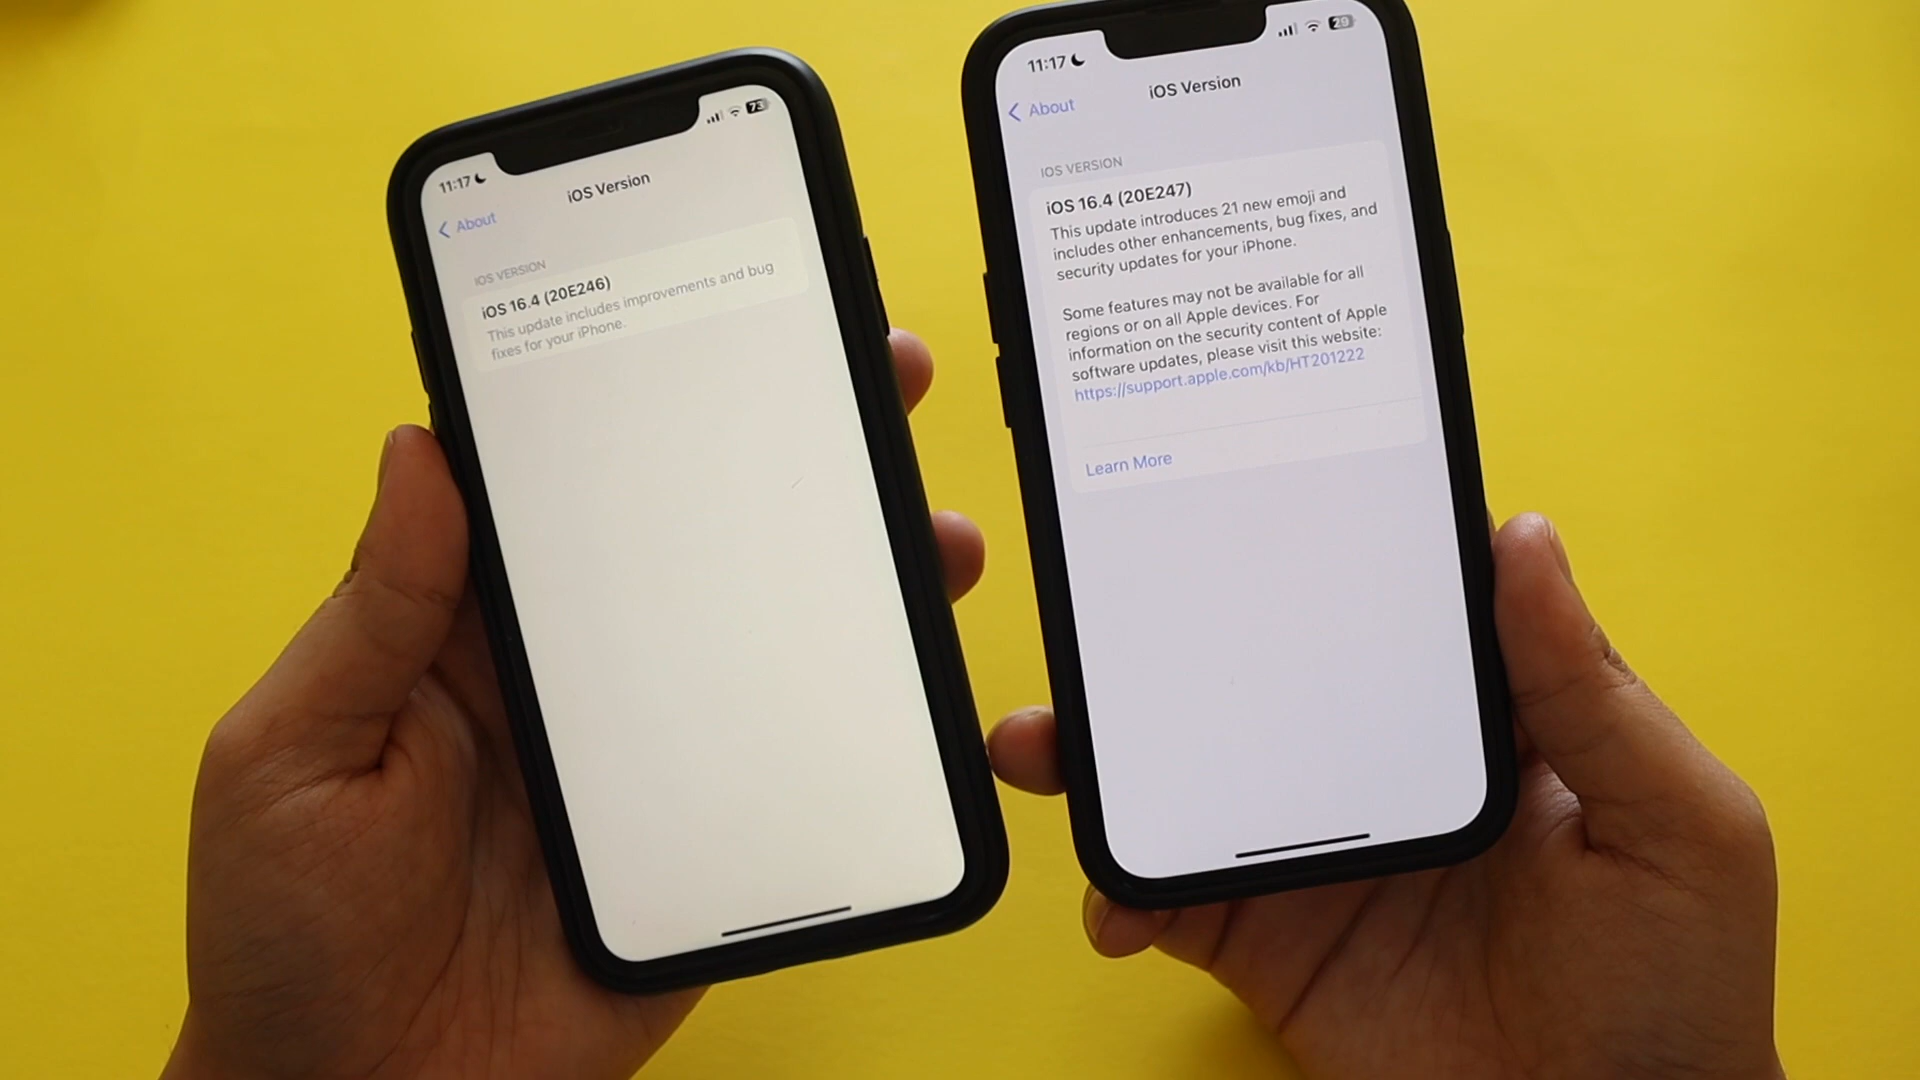 11:17
73
iOS Version
About
IOS VERSION
iOS 16.4 (20E246)
This update includes improvements and bug
fixes for your iPhone.
11:17
29
iOS Version
About
IOS VERSION
iOS 16.4 (20E247)
This update introduces 21 new emoji and
includes other enhancements, bug fixes, and
security updates for your iPhone.
Some features may not be available for all
regions or on all Apple devices. For
information on the security content of Apple
software updates, please visit this website:
https://support.apple.com/kb/HT201222
Learn More